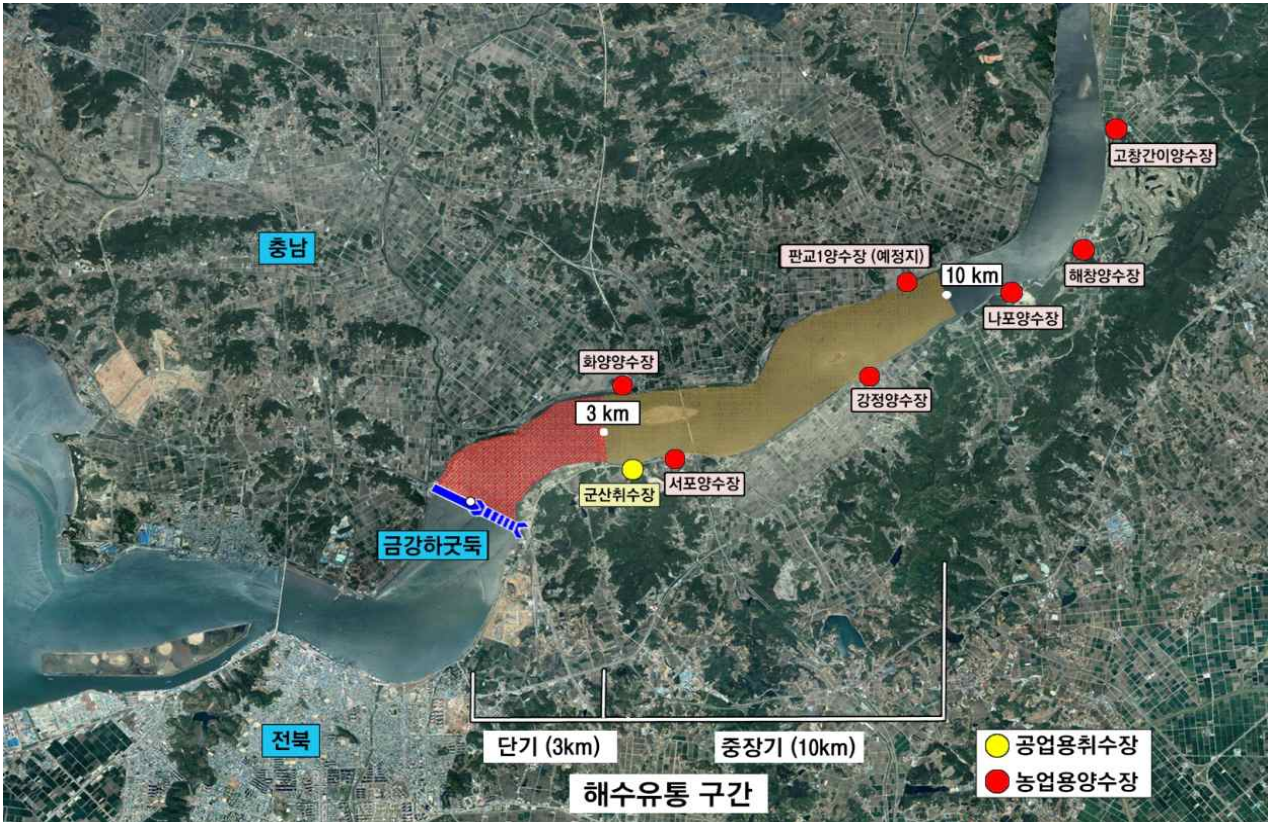 고창간이양수장
충남
판교1양수장 (예정지)
10 km
해창양수장
나포양수장
화양양수장
강정양수장
3 km
군산취수장
서포양수장
금강하굿둑
전북
단기 (3km)
중장기 (10km)
공업용취수장
농업용양수장
해수유통 구간